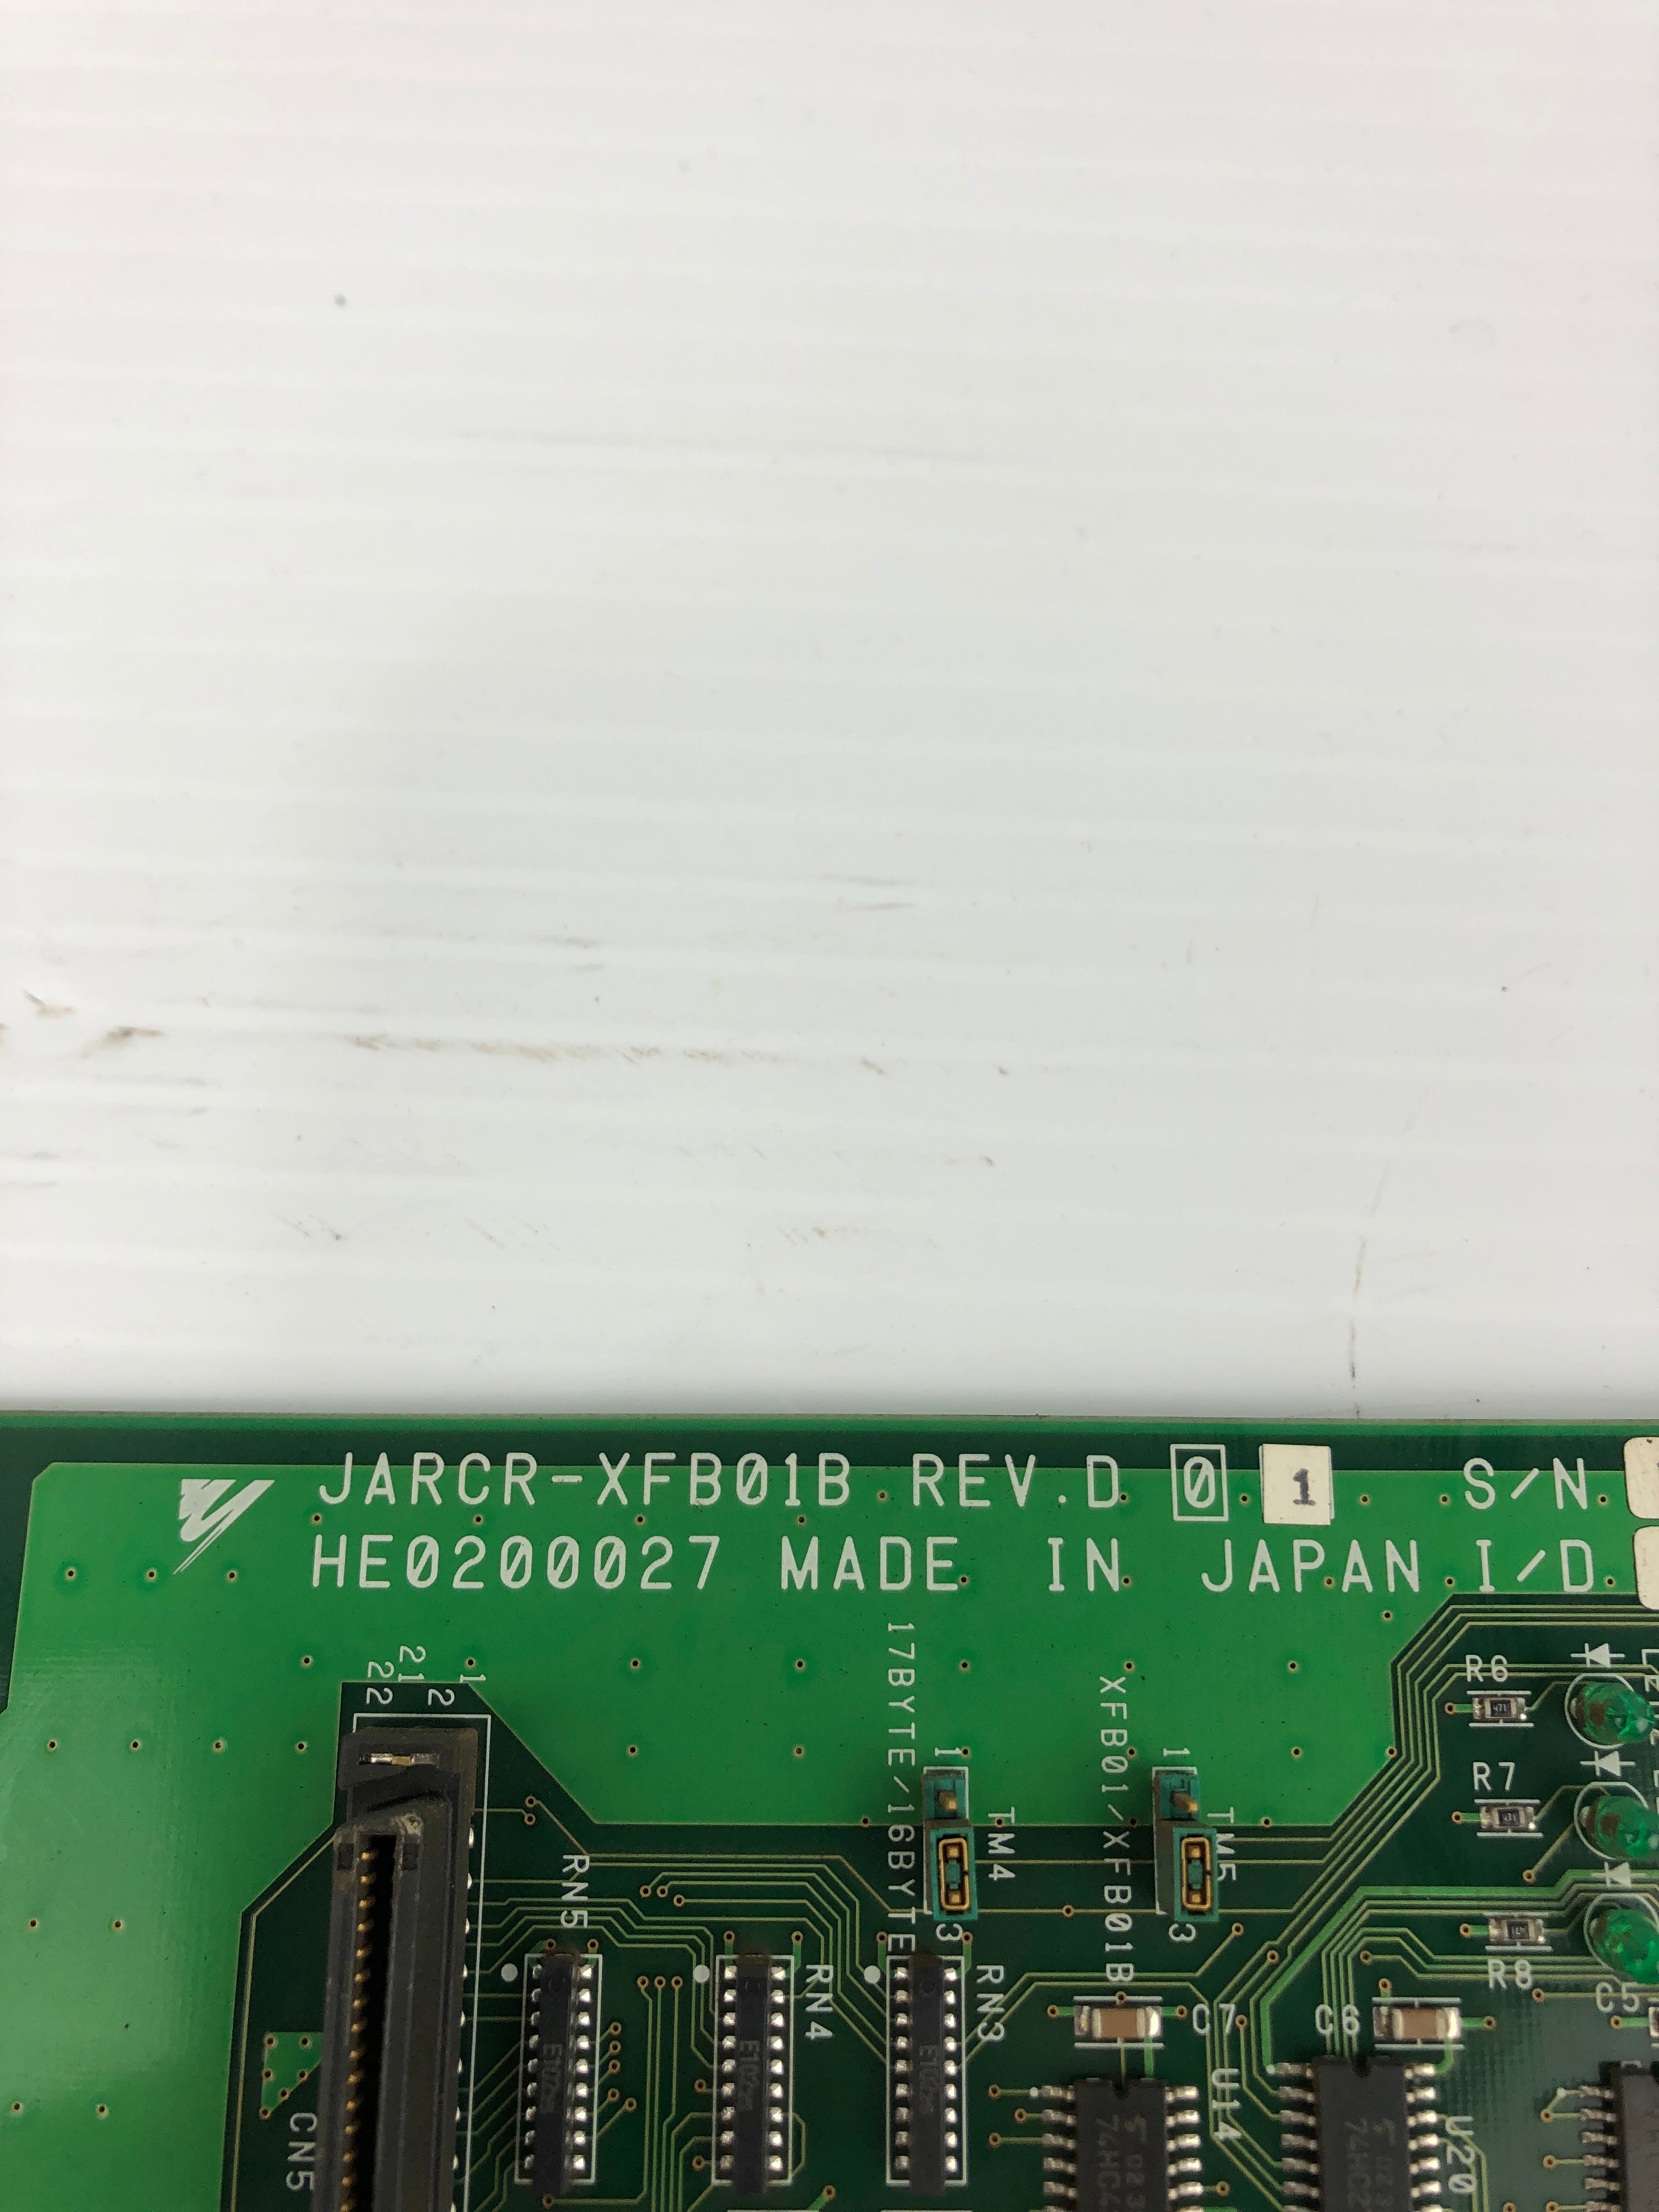 JARCR-XFB01B REV.D 0 1 S/N
HE0200027 MADE IN JAPAN I/D
17BYTE/16BYTE
XFB01/XFB01B
21
22
1
2
1
TM4
3
1
TM5
3
R6
R7
R8
RN5
RN4
RN3
C7
C6
C5
U14
U20
CN5